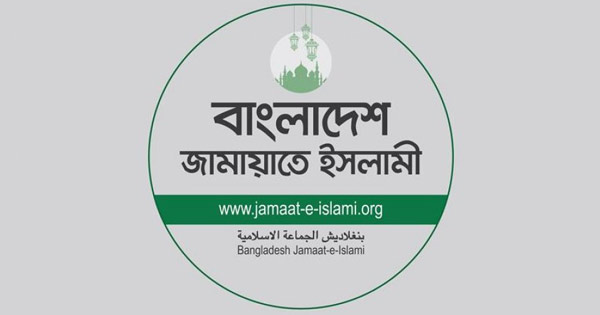 বাংলাদেশ
জামায়াতে ইসলামী
www.jamaat-e-islami.org
بنغلاديش الجماعة الاسلامية
Bangladesh Jamaat-e-Islami